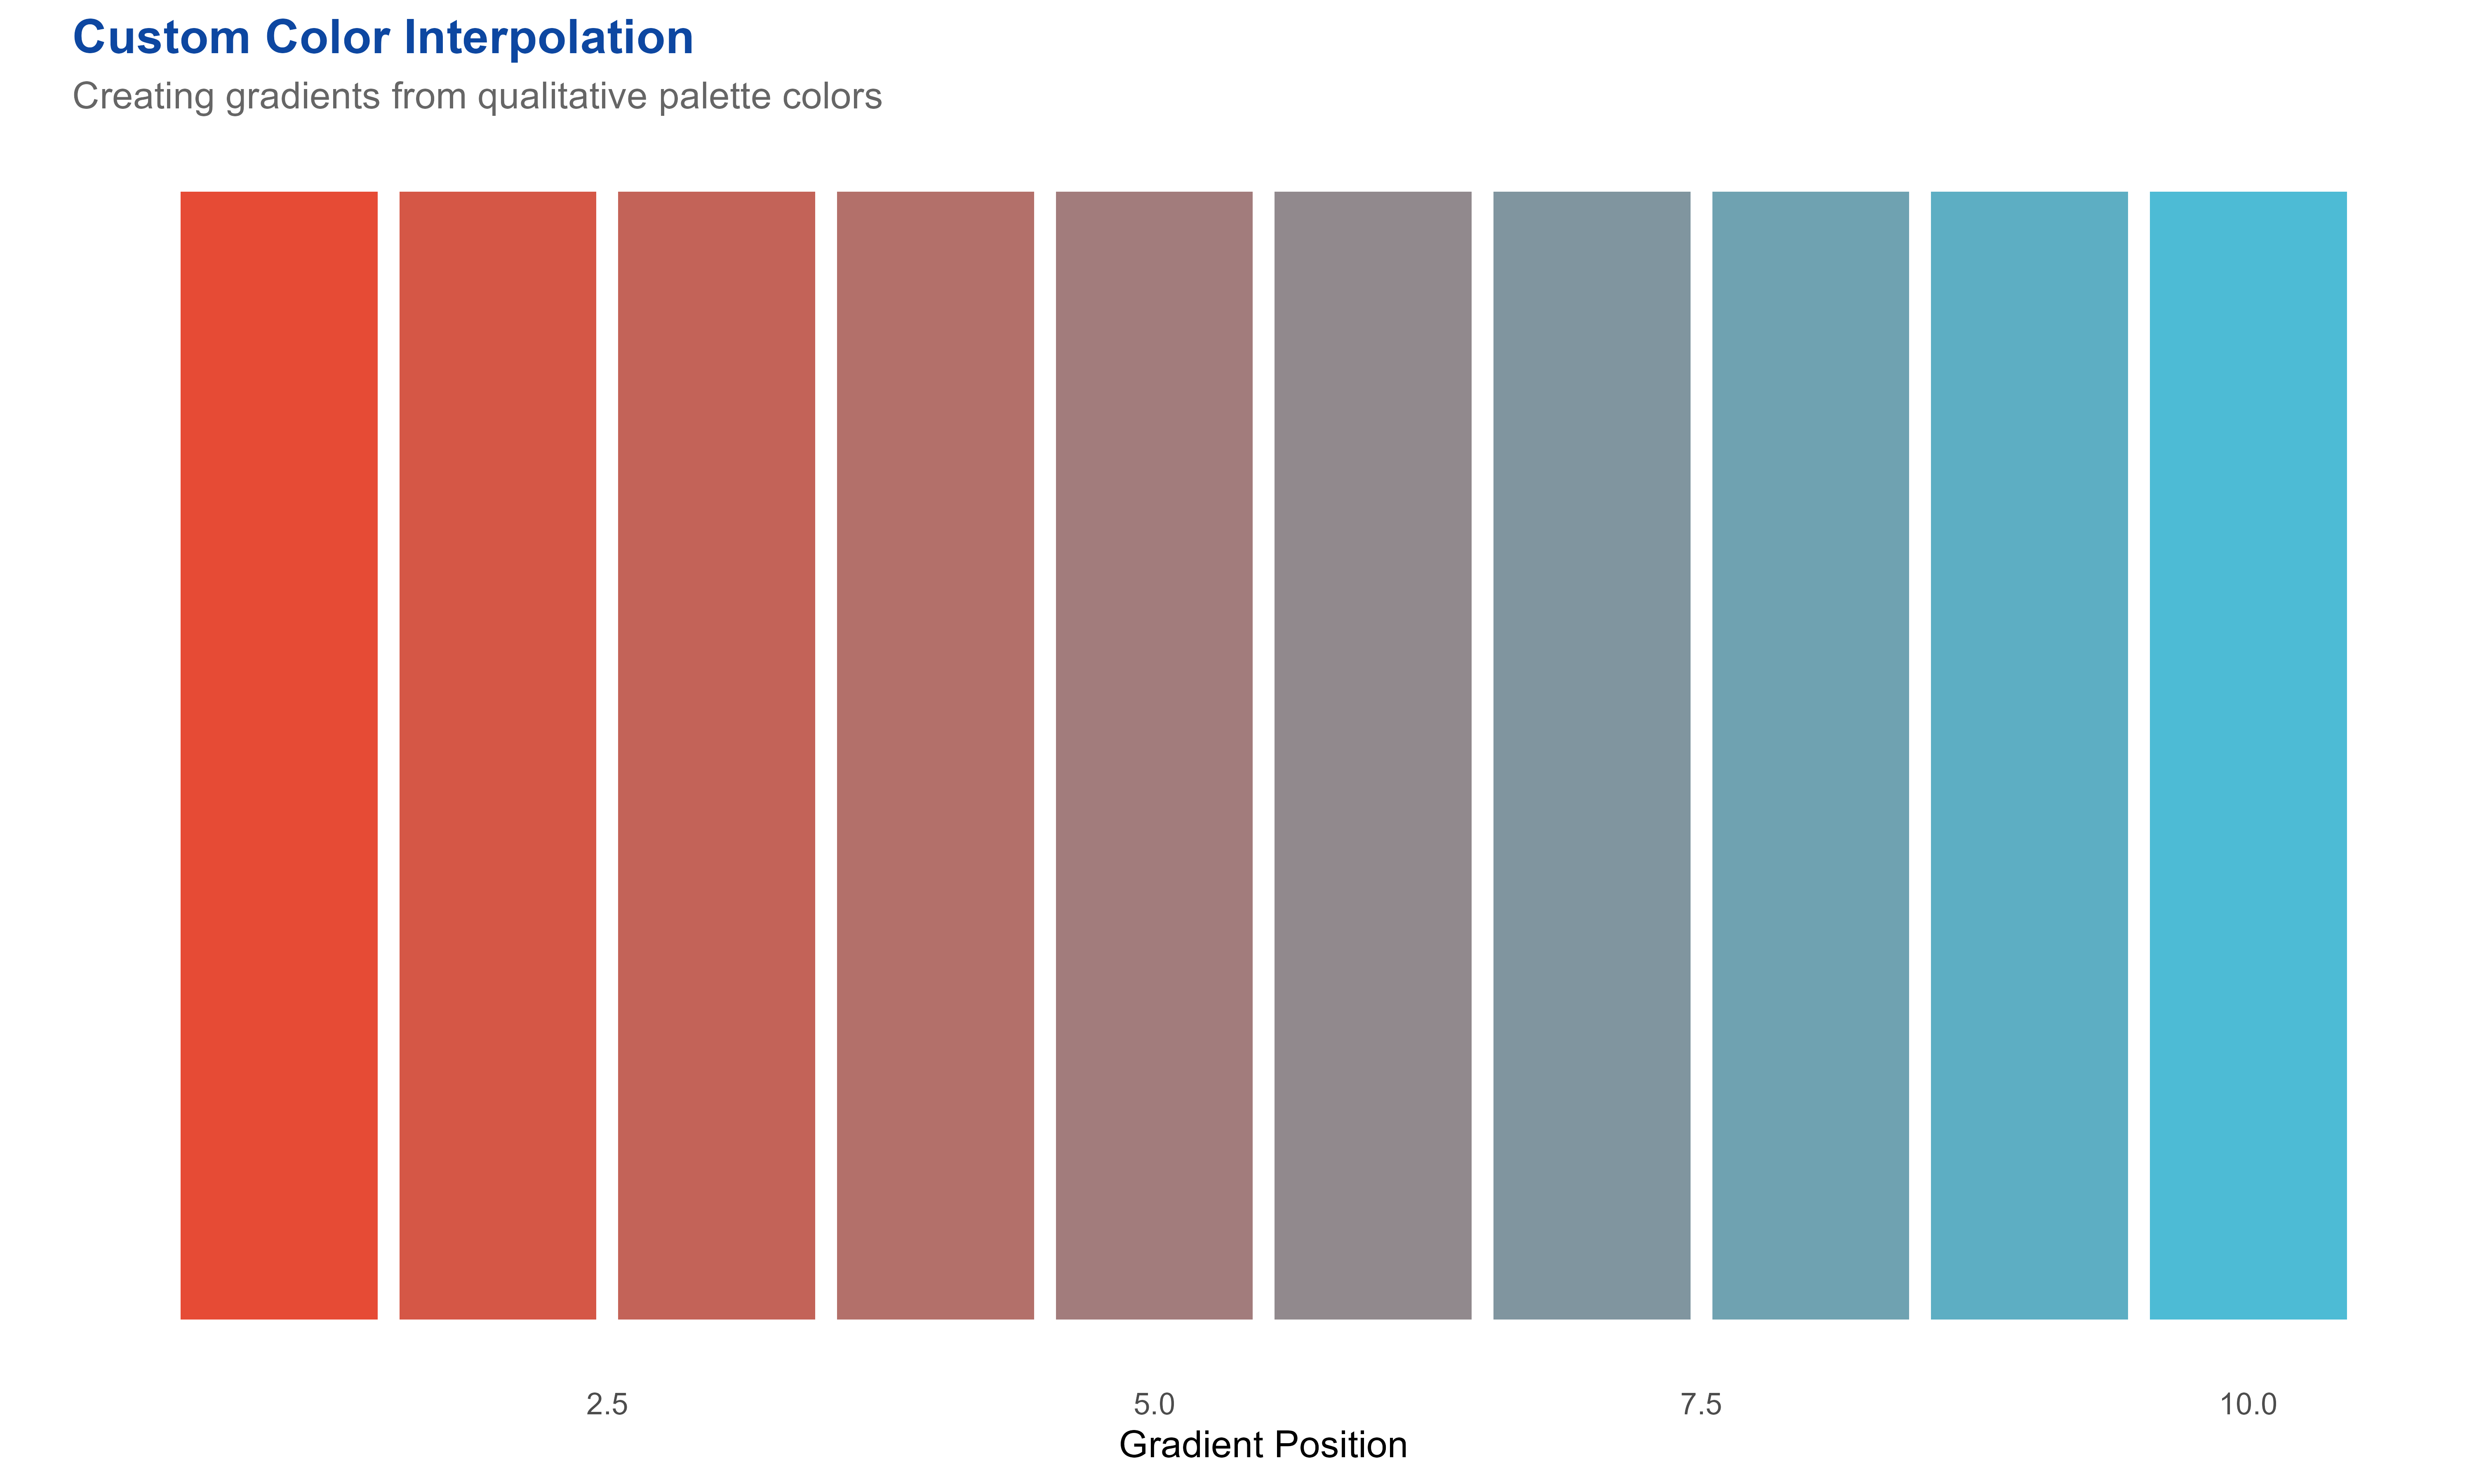 Custom Color Interpolation
Creating gradients from qualitative palette colors
2.5 5.0 7.5 10.0
Gradient Position